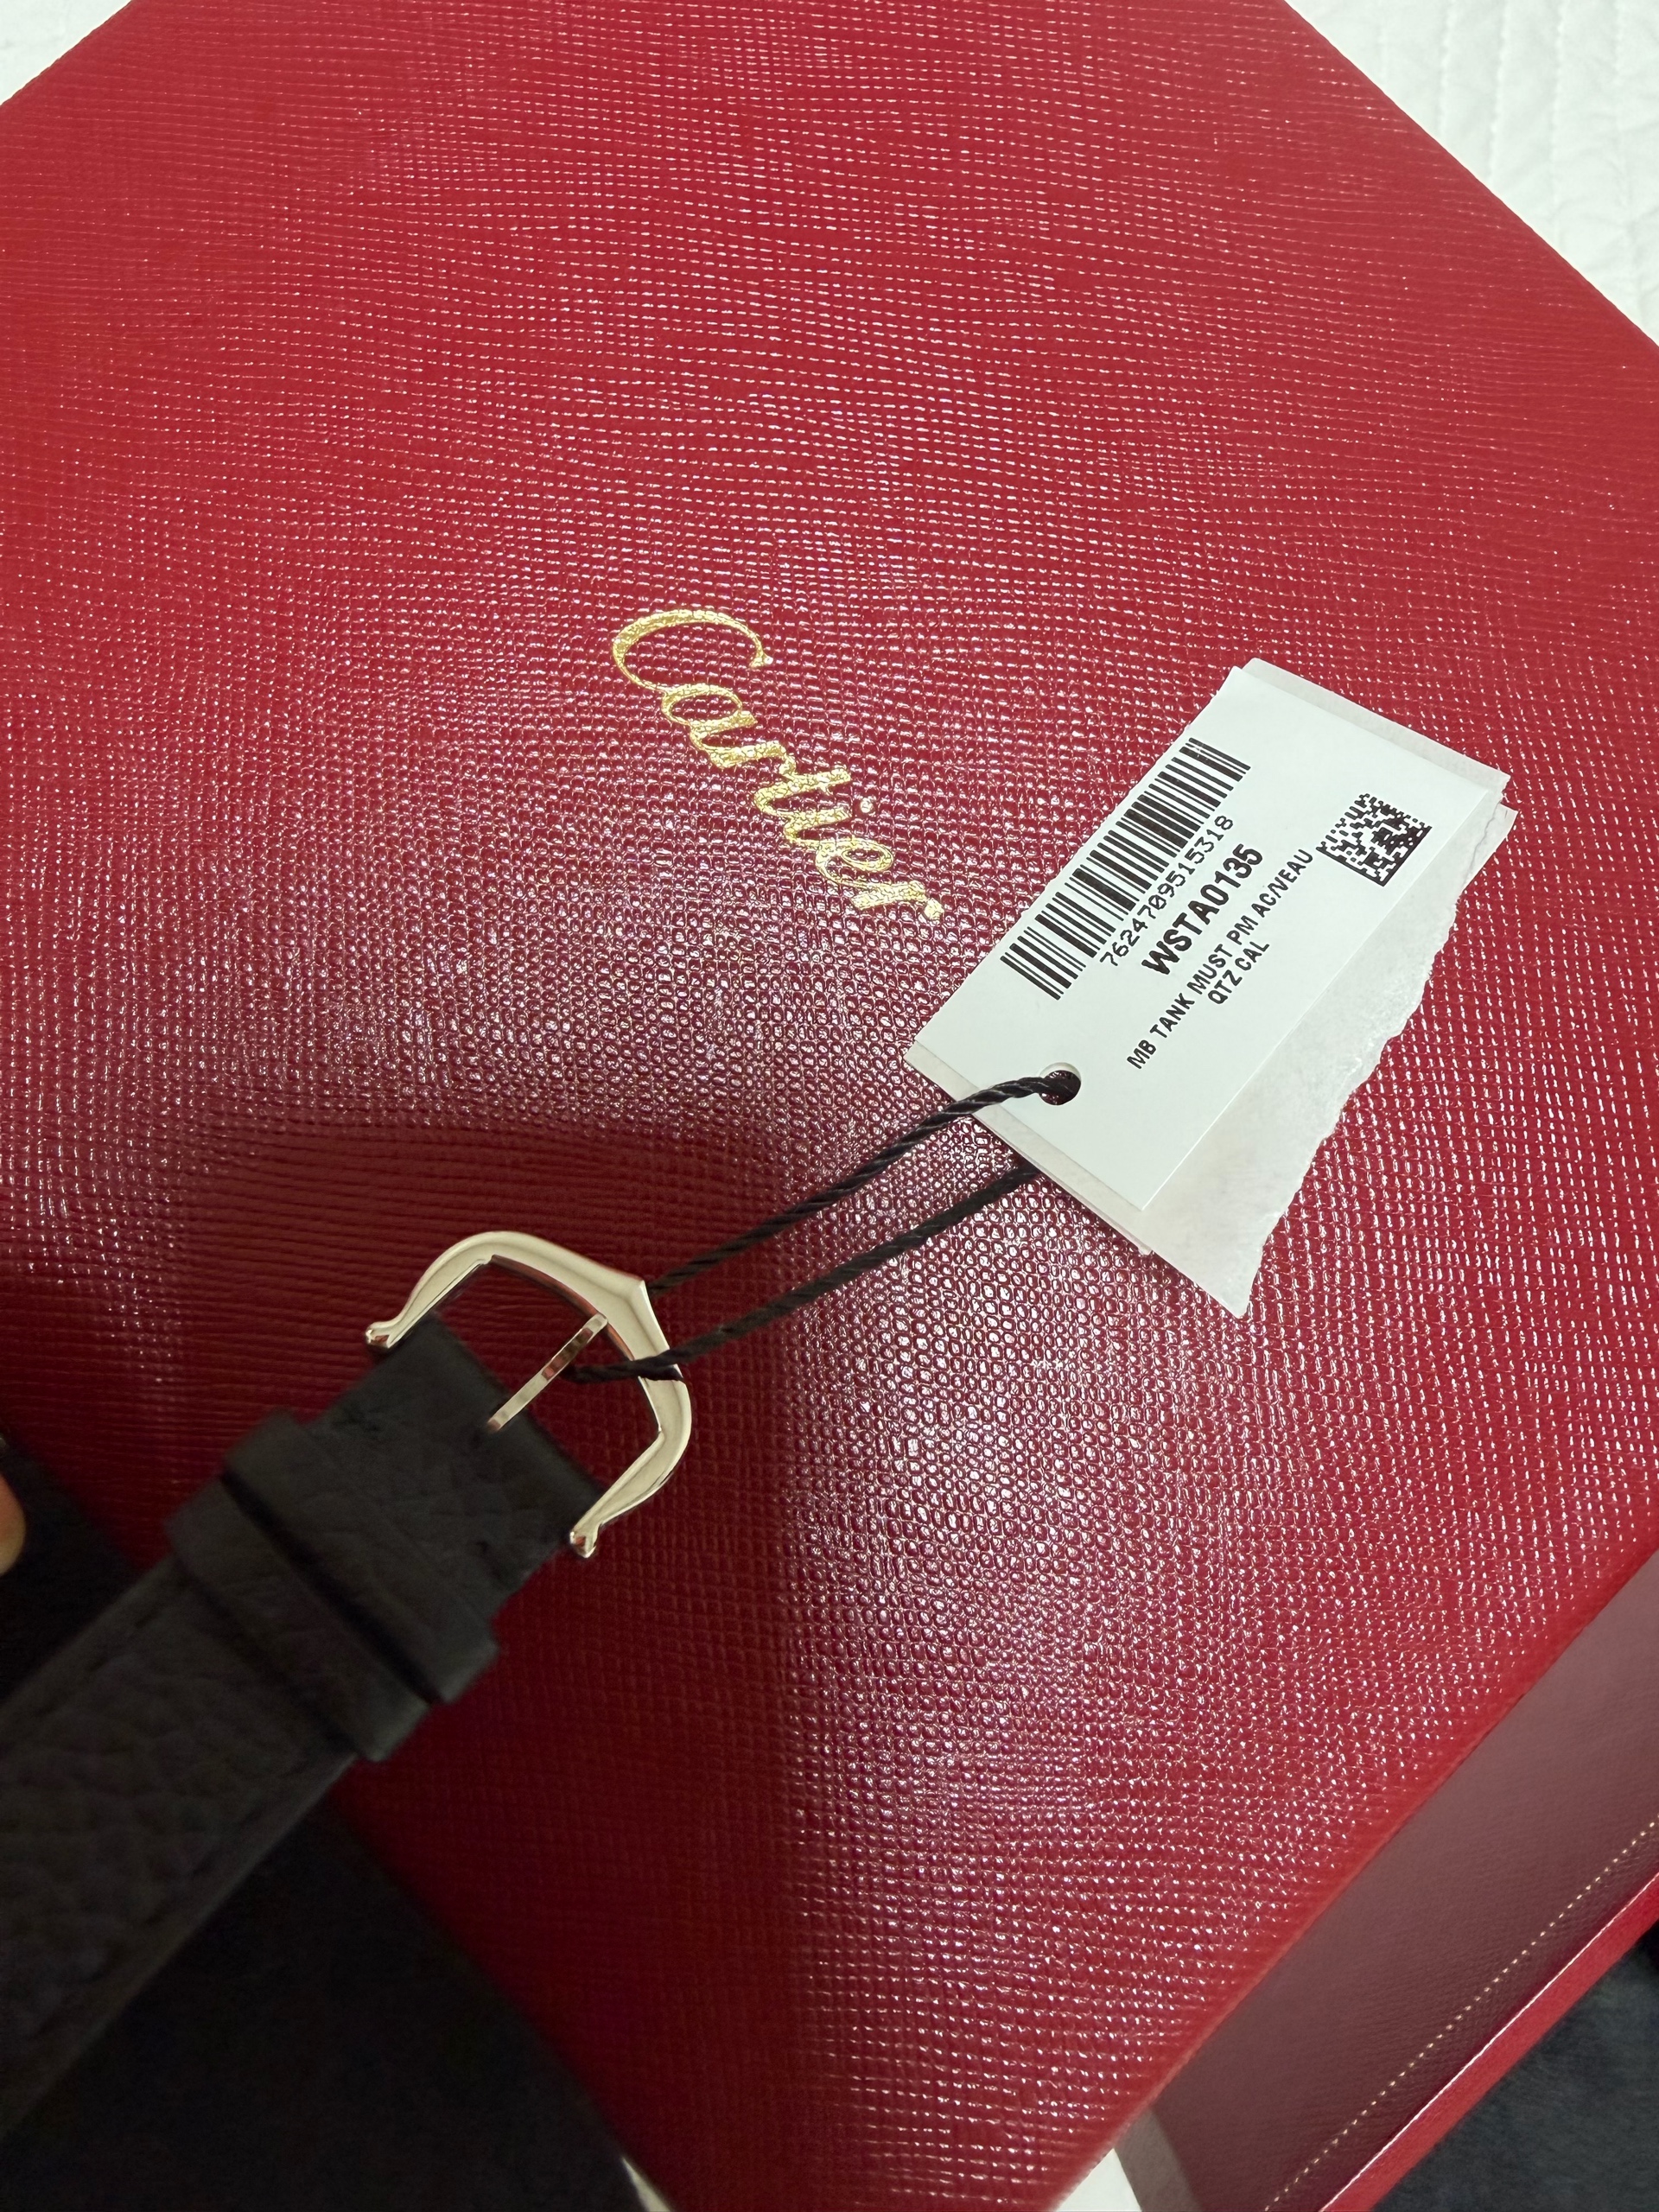 Cartier
7624709515318
WSTA0135
MB TANK MUST PM AC/VEAU
QTZ CAL